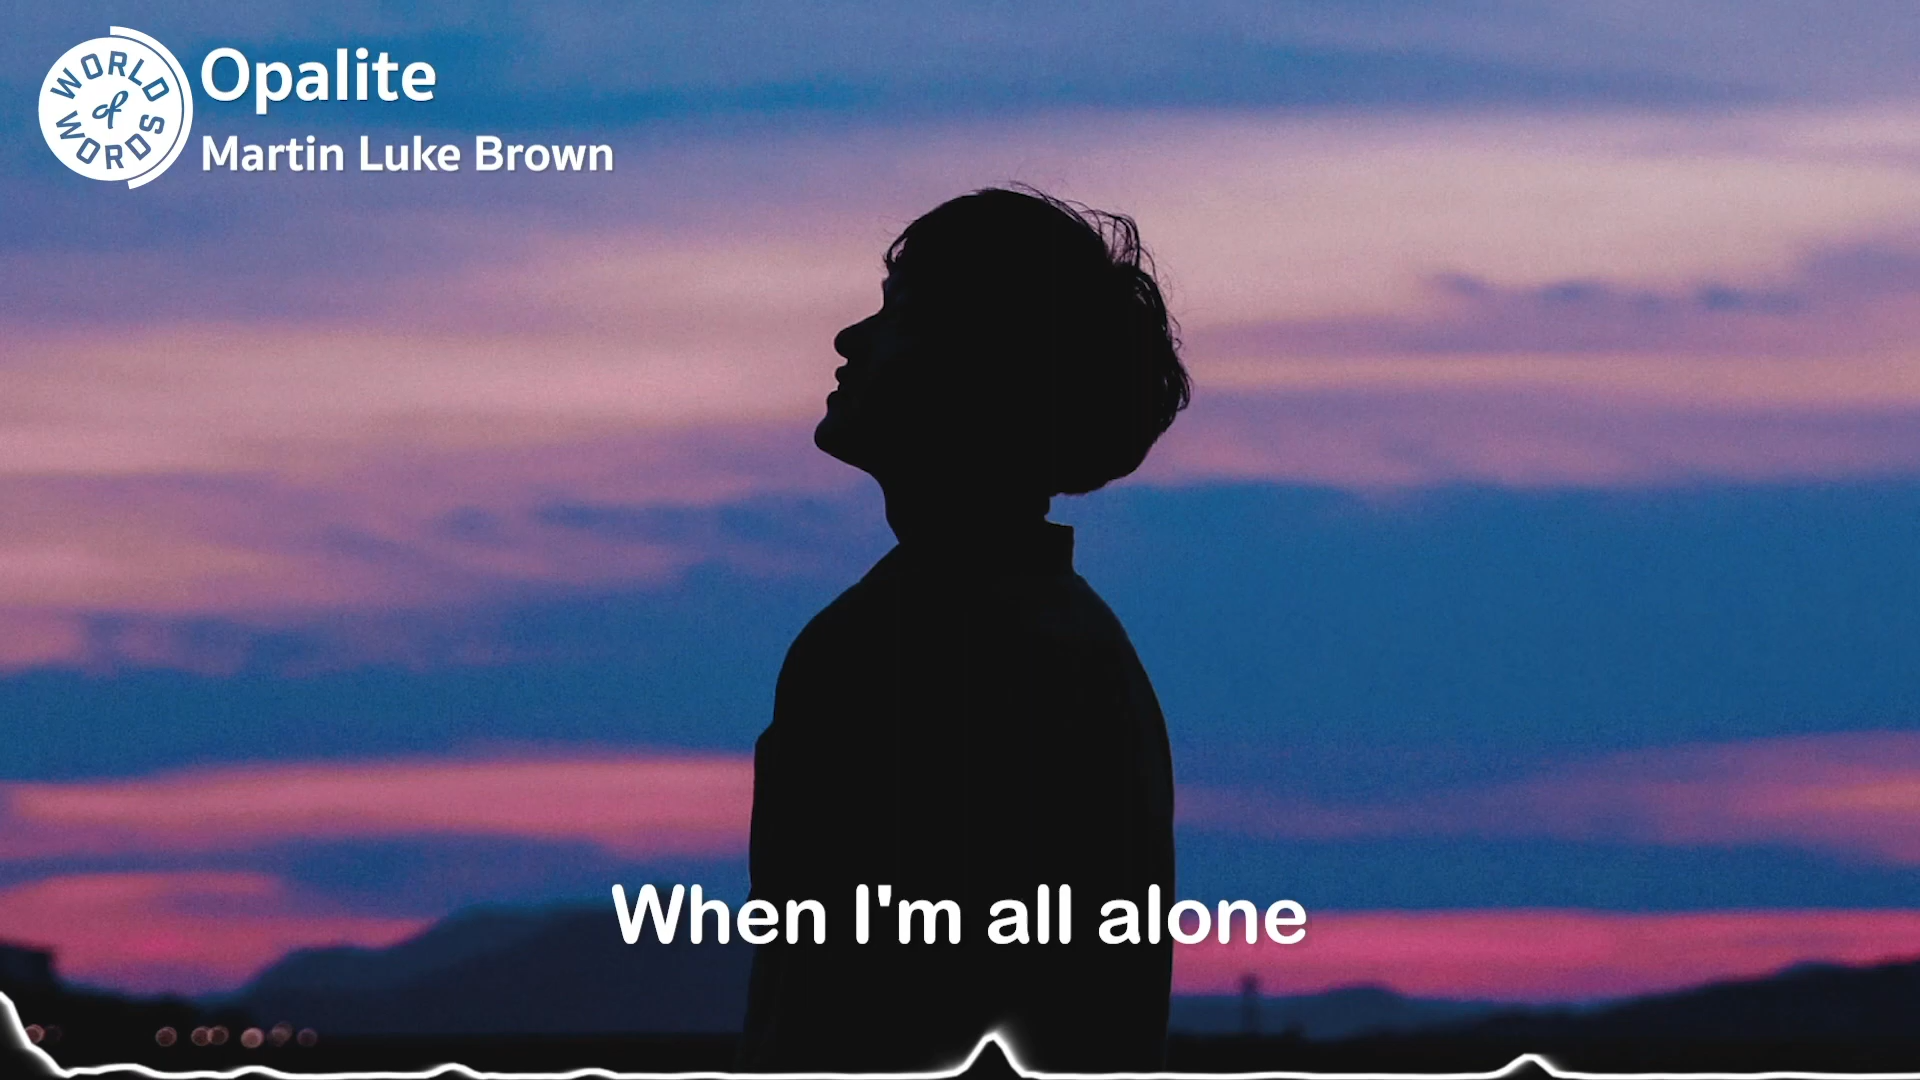 WORLD
of
WORDS
Opalite
Martin Luke Brown
When I'm all alone